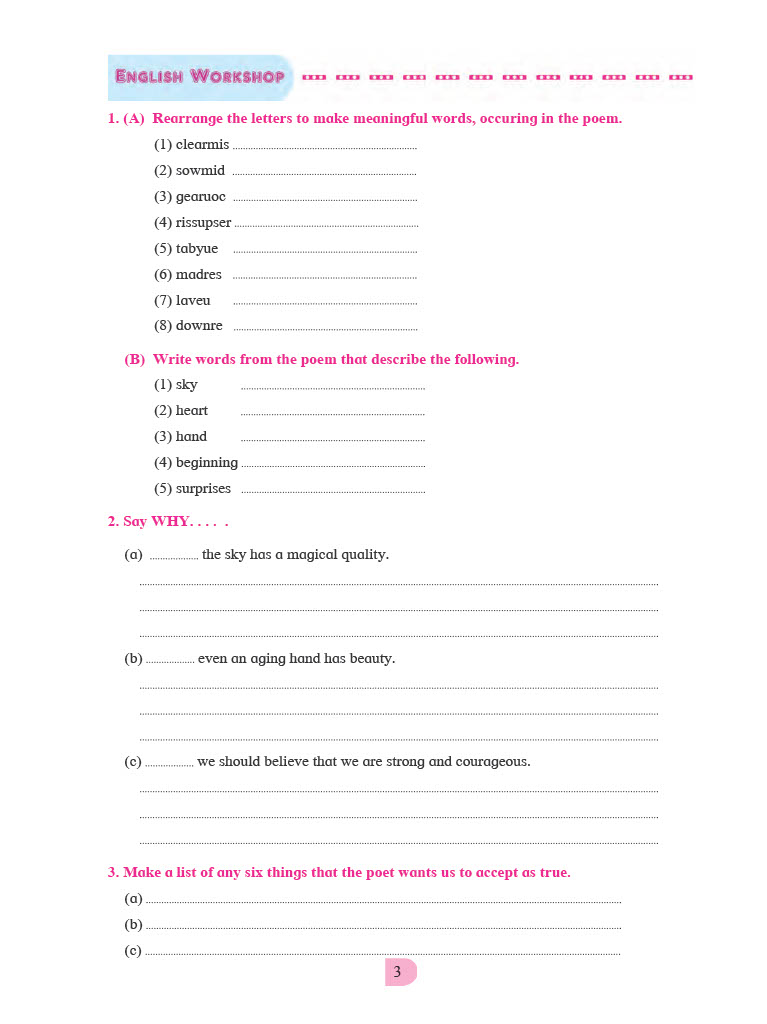 ENGLISH WORKSHOP
1. (A) Rearrange the letters to make meaningful words, occuring in the poem.
(1) clearmis ..........
(2) sowmid ..........
(3) gearuoc ..........
(4) rissupser ..........
(5) tabyue ..........
(6) madres ..........
(7) laveu ..........
(8) downre ..........
(B) Write words from the poem that describe the following.
(1) sky ..........
(2) heart ..........
(3) hand ..........
(4) beginning ..........
(5) surprises ..........
2. Say WHY. . . . .
(a) .......... the sky has a magical quality.
(b) .......... even an aging hand has beauty.
(c) .......... we should believe that we are strong and courageous.
3. Make a list of any six things that the poet wants us to accept as true.
(a) ..........
(b) ..........
(c) ..........
3